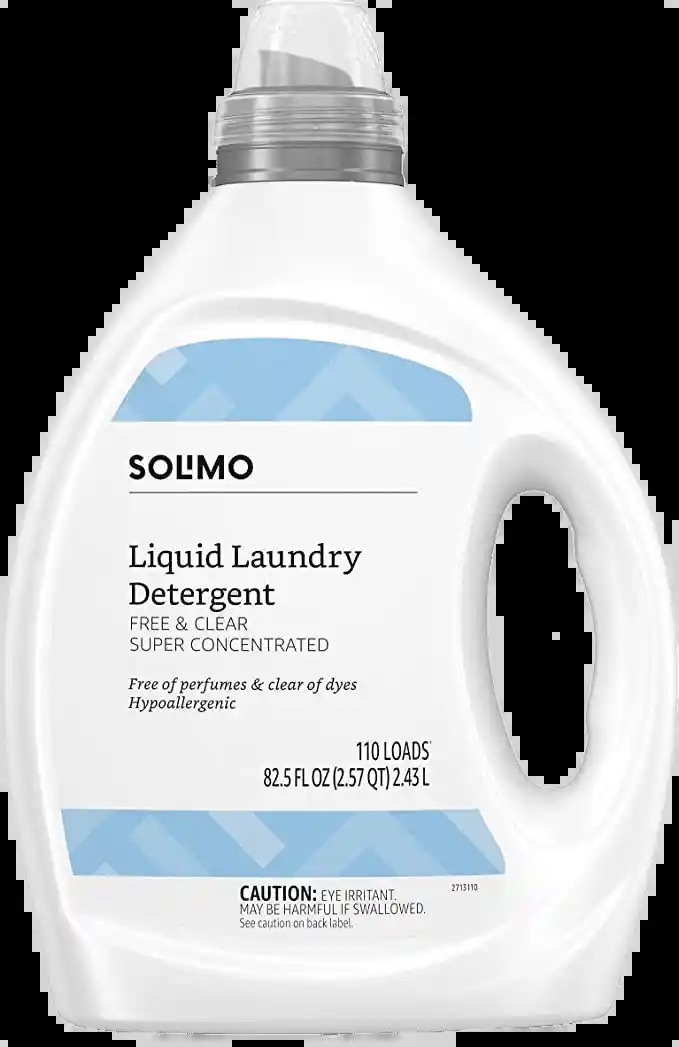 SOLIMO
Liquid Laundry
Detergent
FREE & CLEAR
SUPER CONCENTRATED
Free of perfumes & clear of dyes
Hypoallergenic
110 LOADS*
82.5 FL OZ (2.57 QT) 2.43 L
2713110
CAUTION: EYE IRRITANT.
MAY BE HARMFUL IF SWALLOWED.
See caution on back label.